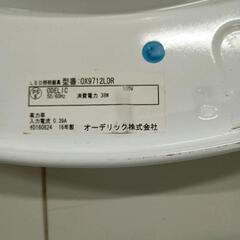 LED照明器具 型番:OX9712LDR
ODELIC 100V
50/60Hz 消費電力 38W
高力率
入力電流 0.39A
HD160824 16年製 オーデリック株式会社